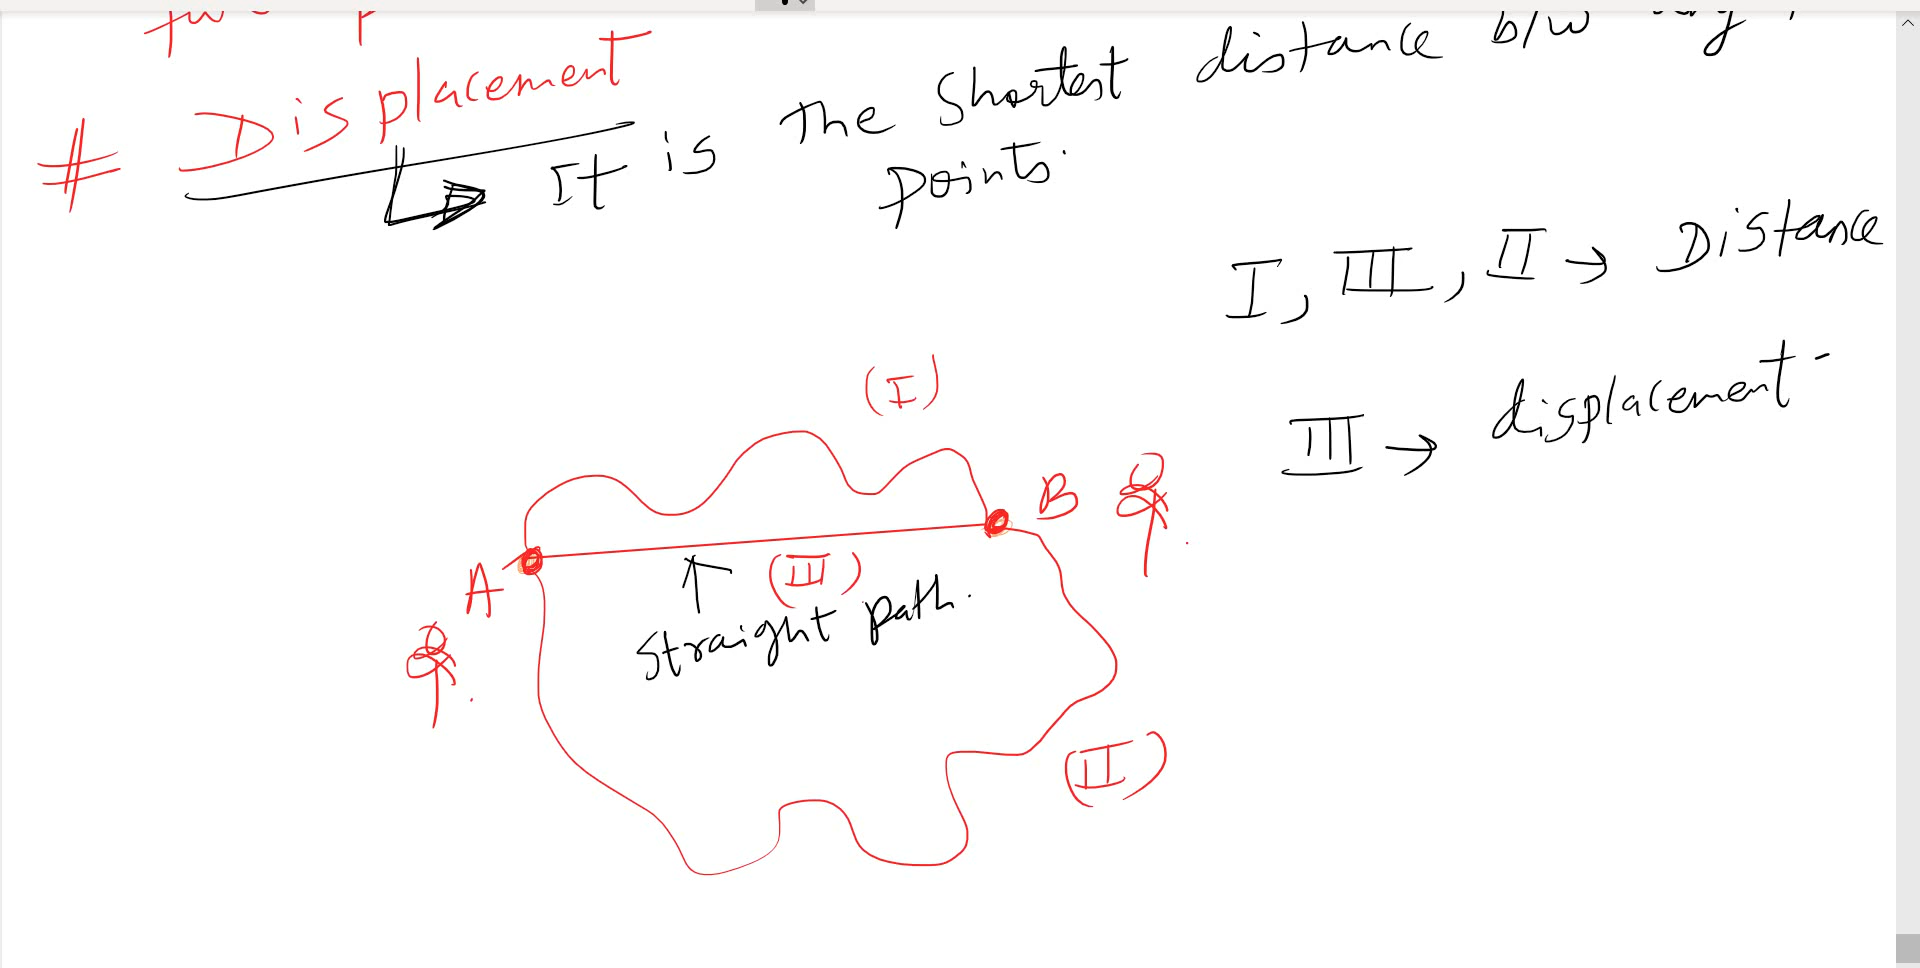 # Displacement
It is the Shortest distance b/w
points.
I, III, II → Distance
III → displacement
(I)
B
A
(III)
Straight path.
(II)